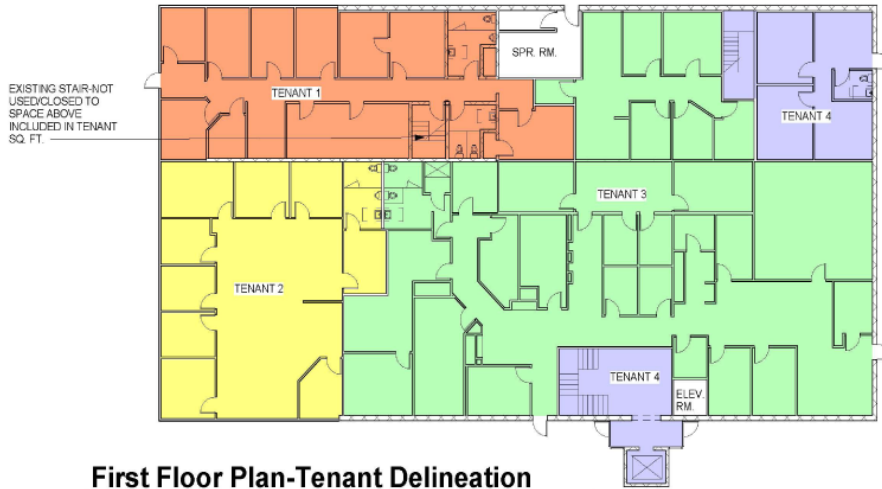 SPR. RM.
EXISTING STAIR-NOT
USED/CLOSED TO
SPACE ABOVE
INCLUDED IN TENANT
SQ. FT.
TENANT 1
TENANT 4
TENANT 3
TENANT 2
TENANT 4
ELEV.
RM.
First Floor Plan-Tenant Delineation